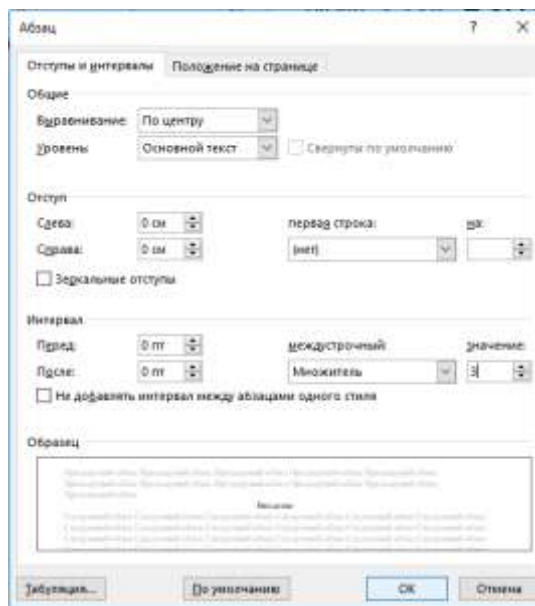 Абзац ? ×
Отступы и интервалы Положение на странице
Общие
Выравнивание: По центру
Уровень: Основной текст Свернуты по умолчанию
Отступ
Слева: 0 см первая строка: на:
Справа: 0 см (нет)
Зеркальные отступы
Интервал
Перед: 0 пт междустрочный: значение:
После: 0 пт Множитель 3
Не добавлять интервал между абзацами одного стиля
Образец
Табуляция... По умолчанию ОК Отмена